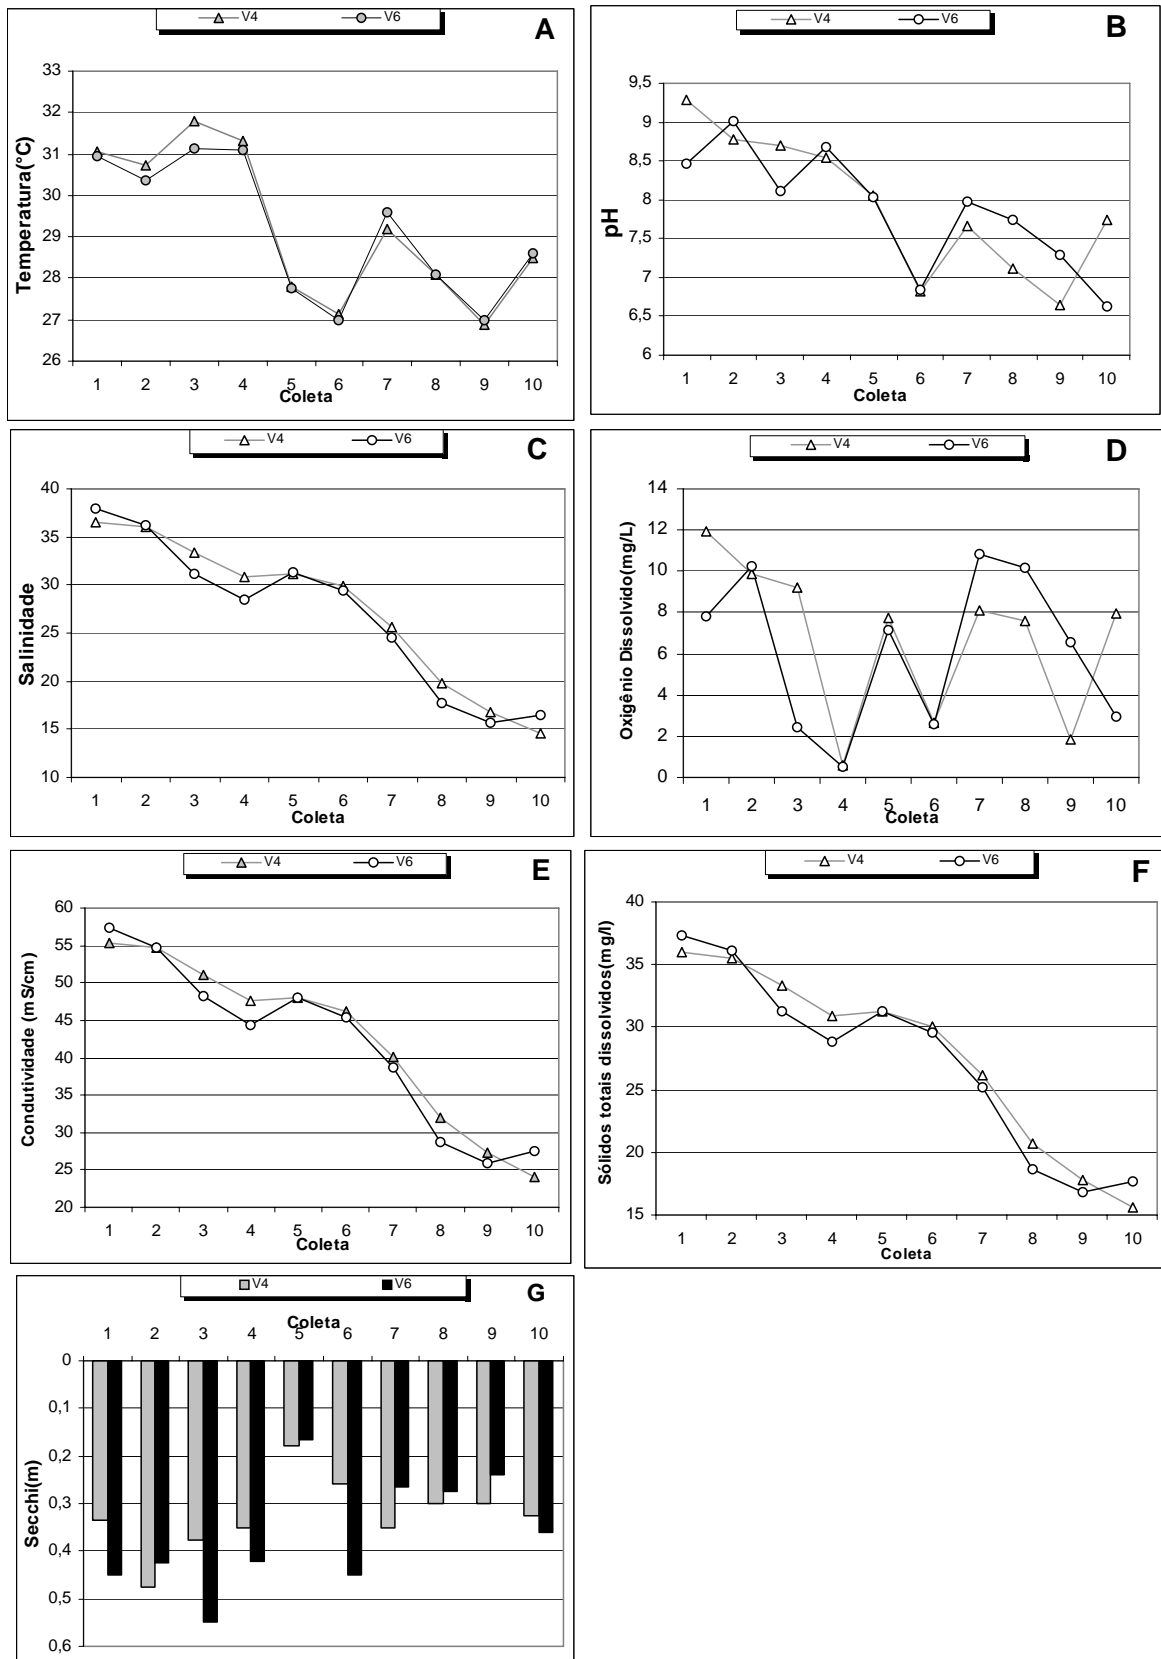 V4 V6 A
Temperatura(°C)
33
32
31
30
29
28
27
26
1 2 3 4 5 6 7 8 9 10
Coleta
V4 V6 B
pH
9,5
9
8,5
8
7,5
7
6,5
6
1 2 3 4 5 6 7 8 9 10
Coleta
V4 V6 C
Salinidade
40
35
30
25
20
15
10
1 2 3 4 5 6 7 8 9 10
Coleta
V4 V6 D
Oxigênio Dissolvido(mg/L)
14
12
10
8
6
4
2
0
1 2 3 4 5 6 7 8 9 10
Coleta
V4 V6 E
Condutividade (mS/cm)
60
55
50
45
40
35
30
25
20
1 2 3 4 5 6 7 8 9 10
Coleta
V4 V6 F
Sólidos totais dissolvidos(mg/l)
40
35
30
25
20
15
1 2 3 4 5 6 7 8 9 10
Coleta
V4 V6 G
Coleta
1 2 3 4 5 6 7 8 9 10
Secchi(m)
0
0,1
0,2
0,3
0,4
0,5
0,6